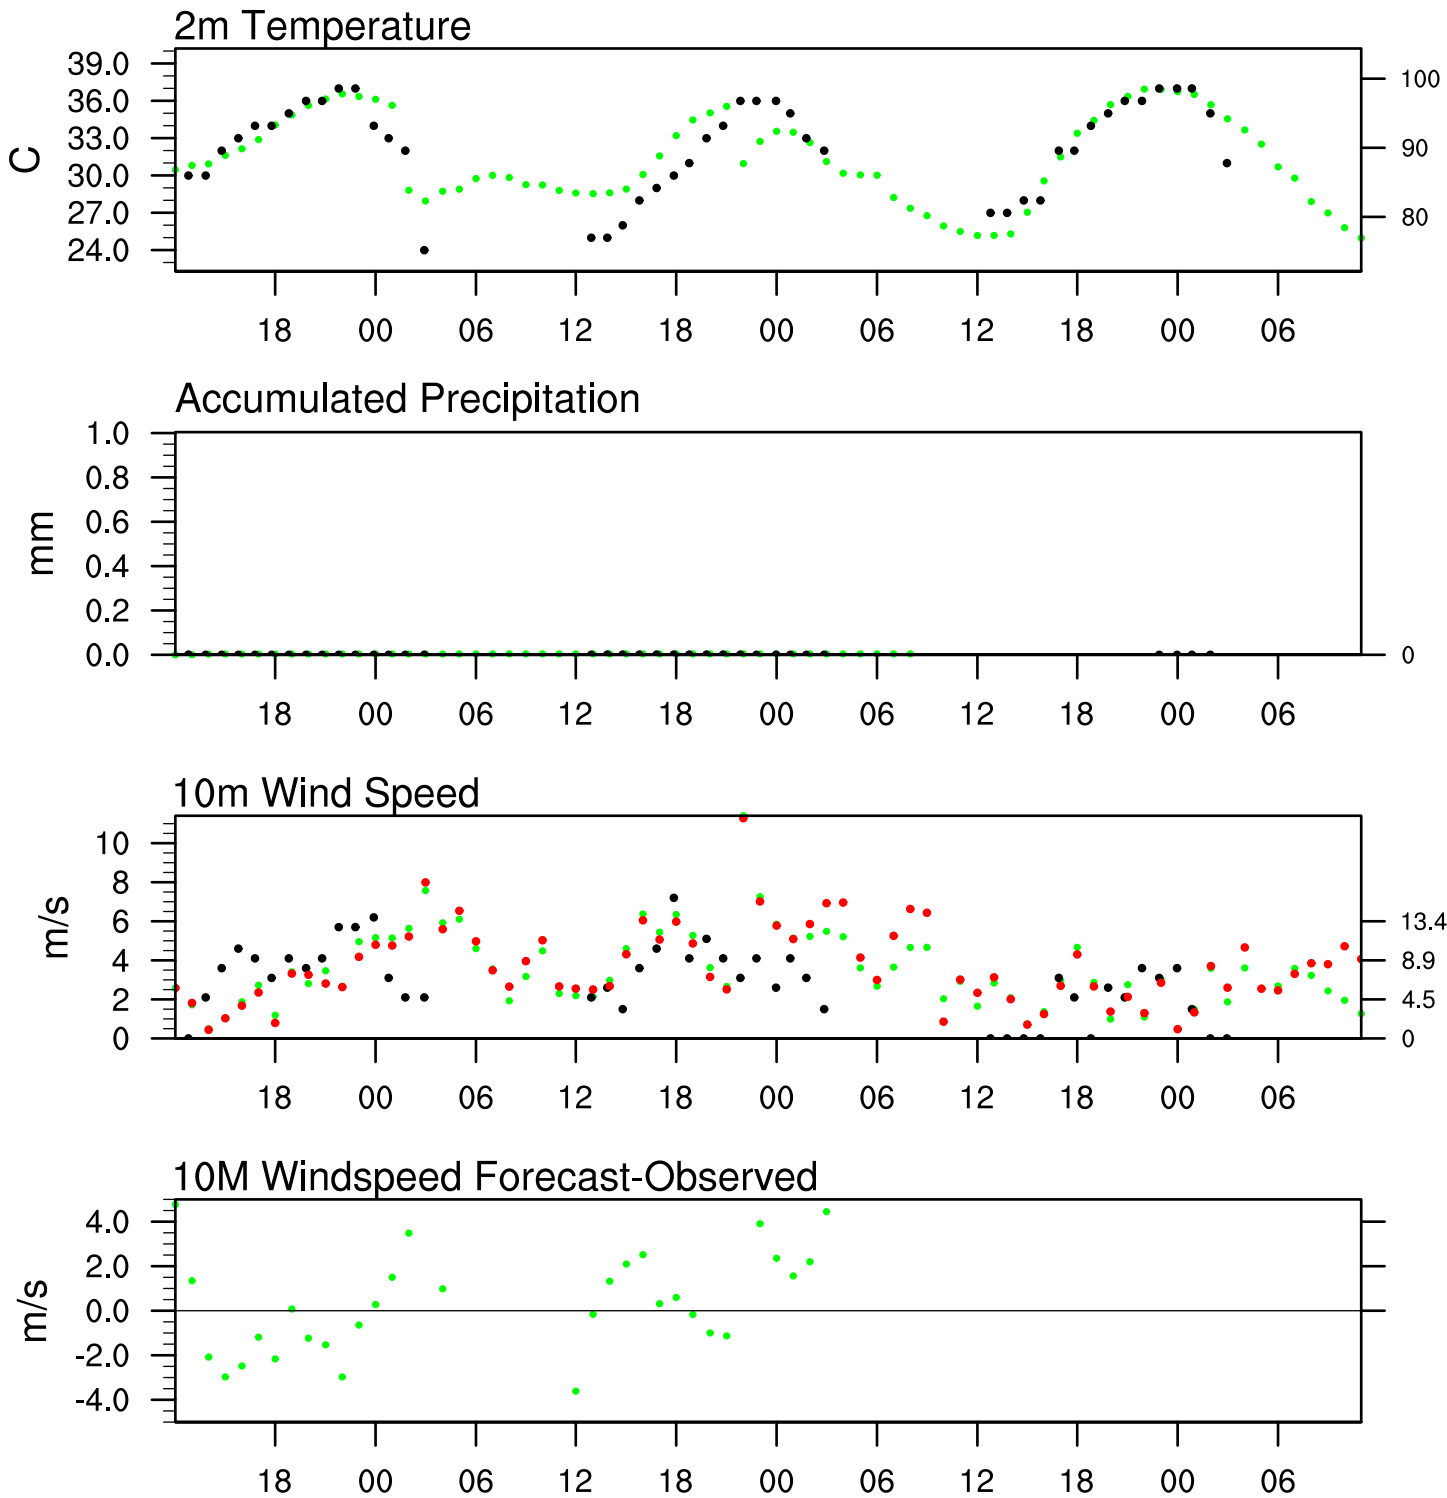 2m Temperature
39.0
36.0
33.0
30.0
27.0
24.0
C
100
90
80
18 00 06 12 18 00 06 12 18 00 06
Accumulated Precipitation
1.0
0.8
0.6
0.4
0.2
0.0
mm
0
18 00 06 12 18 00 06 12 18 00 06
10m Wind Speed
10
8
6
4
2
0
m/s
13.4
8.9
4.5
0
18 00 06 12 18 00 06 12 18 00 06
10M Windspeed Forecast-Observed
4.0
2.0
0.0
-2.0
-4.0
m/s
18 00 06 12 18 00 06 12 18 00 06